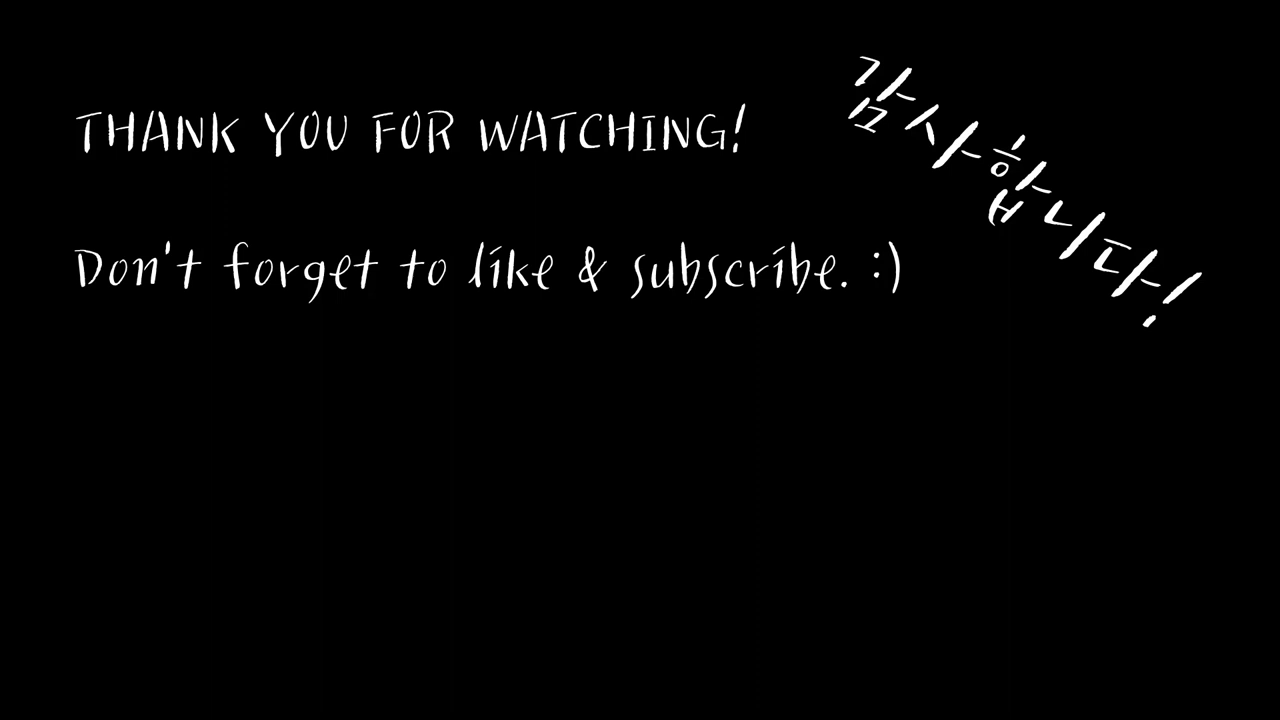 THANK YOU FOR WATCHING!
감사합니다!
Don't forget to like & subscribe. :)